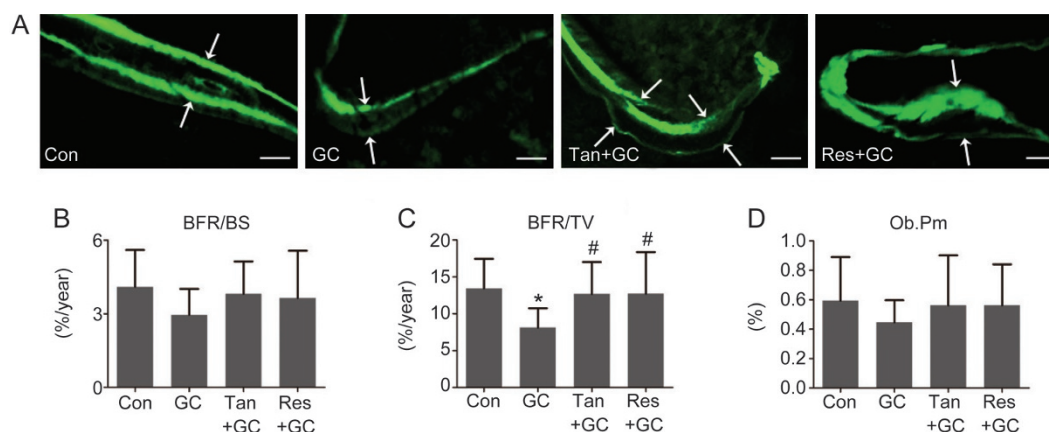 A
Con
GC
Tan+GC
Res+GC
B
BFR/BS
(%/year)
6
3
0
Con
GC
Tan
+GC
Res
+GC
C
BFR/TV
(%/year)
20
15
10
5
0
#
#
*
Con
GC
Tan
+GC
Res
+GC
D
Ob.Pm
(%)
1.0
0.8
0.6
0.4
0.2
0.0
Con
GC
Tan
+GC
Res
+GC